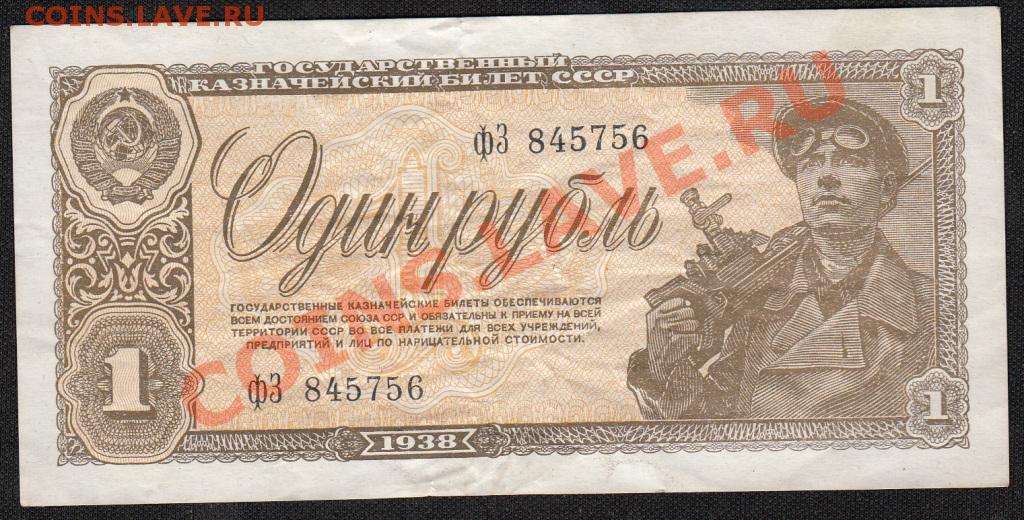 COINS.LAVE.RU
ГОСУДАРСТВЕННЫЙ
КАЗНАЧЕЙСКИЙ БИЛЕТ СССР
1
фЗ 845756
Один рубль
COINS.LAVE.RU
ГОСУДАРСТВЕННЫЕ КАЗНАЧЕЙСКИЕ БИЛЕТЫ ОБЕСПЕЧИВАЮТСЯ
ВСЕМ ДОСТОЯНИЕМ СОЮЗА ССР И ОБЯЗАТЕЛЬНЫ К ПРИЕМУ НА ВСЕЙ
ТЕРРИТОРИИ СССР ВО ВСЕ ПЛАТЕЖИ ДЛЯ ВСЕХ УЧРЕЖДЕНИЙ,
ПРЕДПРИЯТИЙ И ЛИЦ ПО НАРИЦАТЕЛЬНОЙ СТОИМОСТИ.
1
фЗ 845756
1
1938